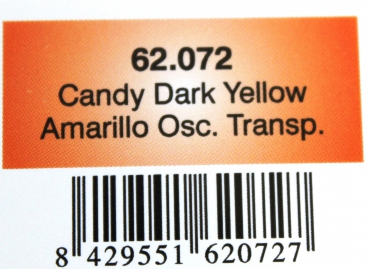 62.072
Candy Dark Yellow
Amarillo Osc. Transp.
8 429551 620727